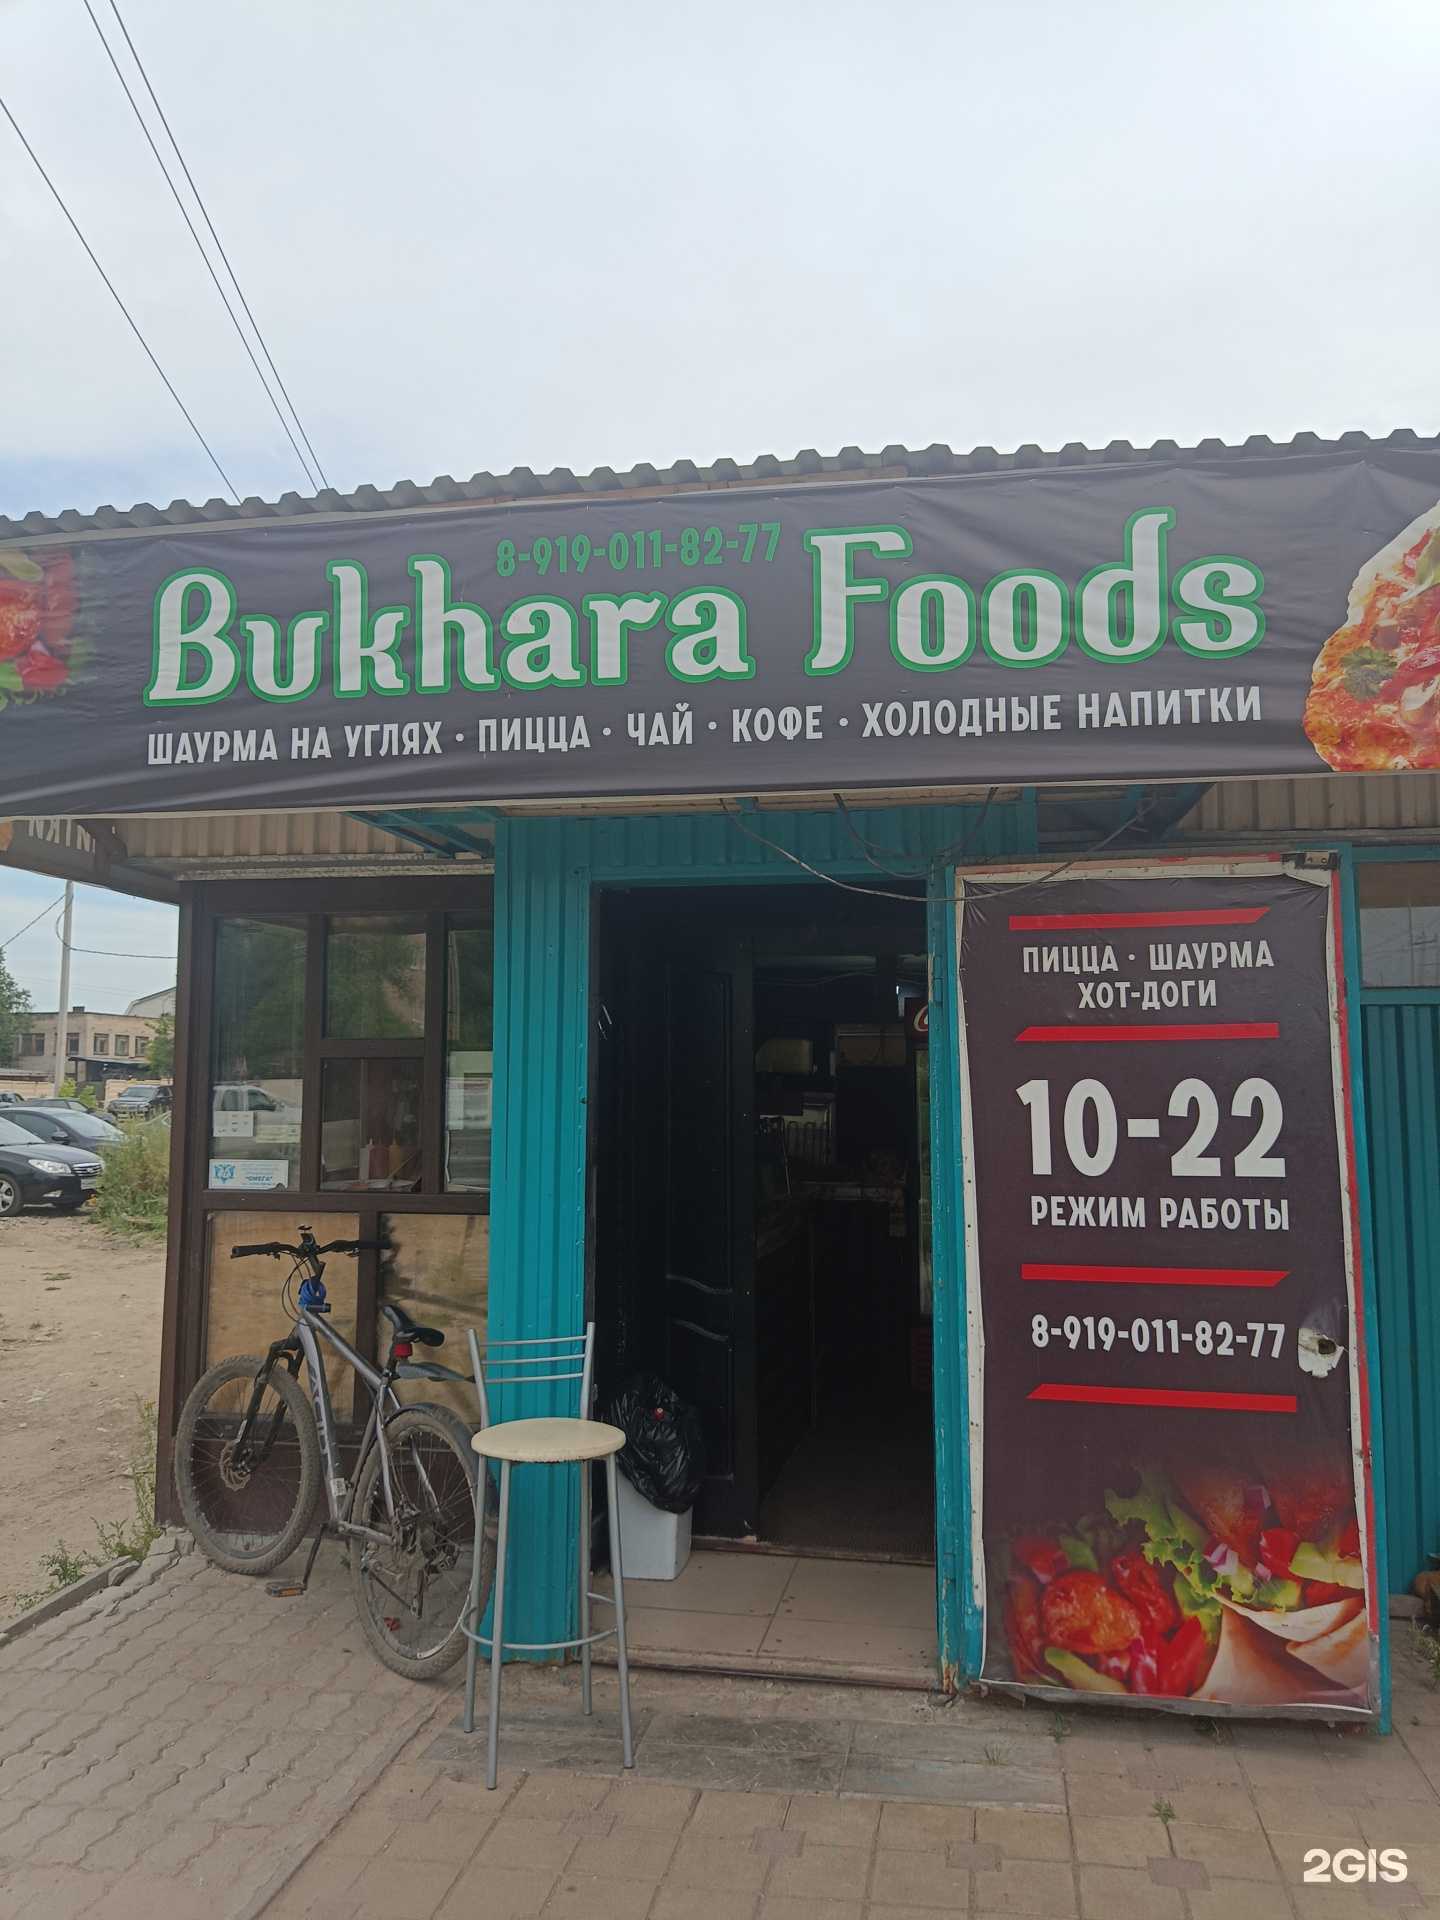 8-919-011-82-77
Bukhara Foods
ШАУРМА НА УГЛЯХ · ПИЦЦА · ЧАЙ · КОФЕ · ХОЛОДНЫЕ НАПИТКИ
ПИЦЦА · ШАУРМА
ХОТ-ДОГИ
10-22
РЕЖИМ РАБОТЫ
8-919-011-82-77
"ОМЕГА"
2GIS